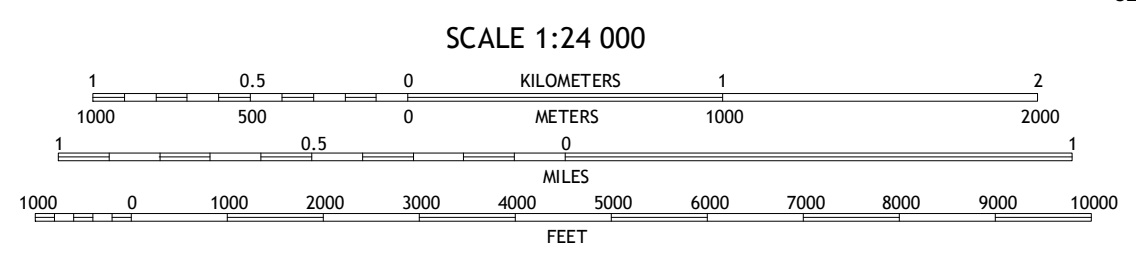 SCALE 1:24 000
1 0.5 0 KILOMETERS 1 2
1000 500 0 METERS 1000 2000
1 0.5 0 1
MILES
1000 0 1000 2000 3000 4000 5000 6000 7000 8000 9000 10000
FEET